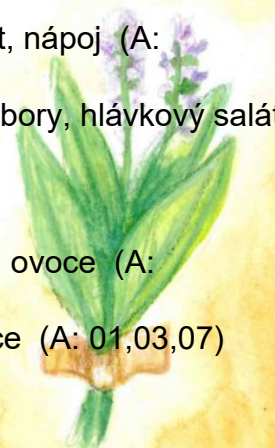 t, nápoj (A:
bory, hlávkový salát
ovoce (A:
ce (A: 01,03,07)